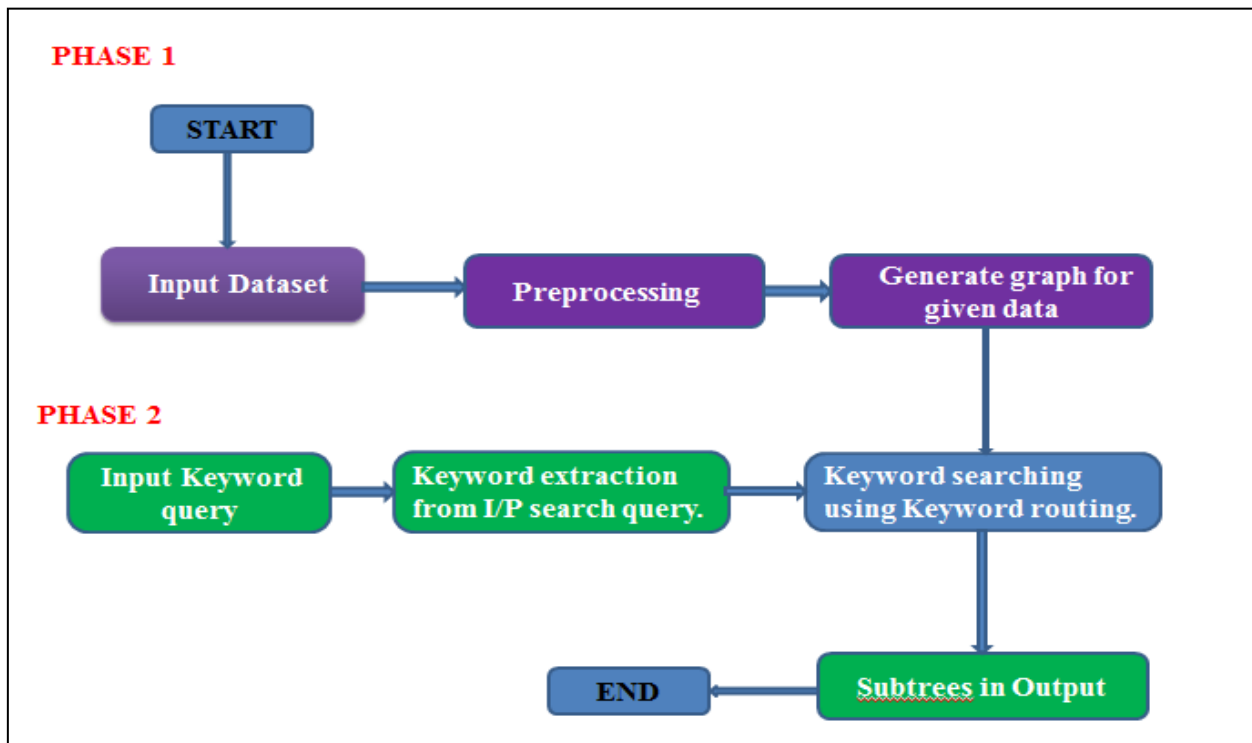 PHASE 1
START
Input Dataset
Preprocessing
Generate graph for
given data
PHASE 2
Input Keyword
query
Keyword extraction
from I/P search query.
Keyword searching
using Keyword routing.
Subtrees in Output
END